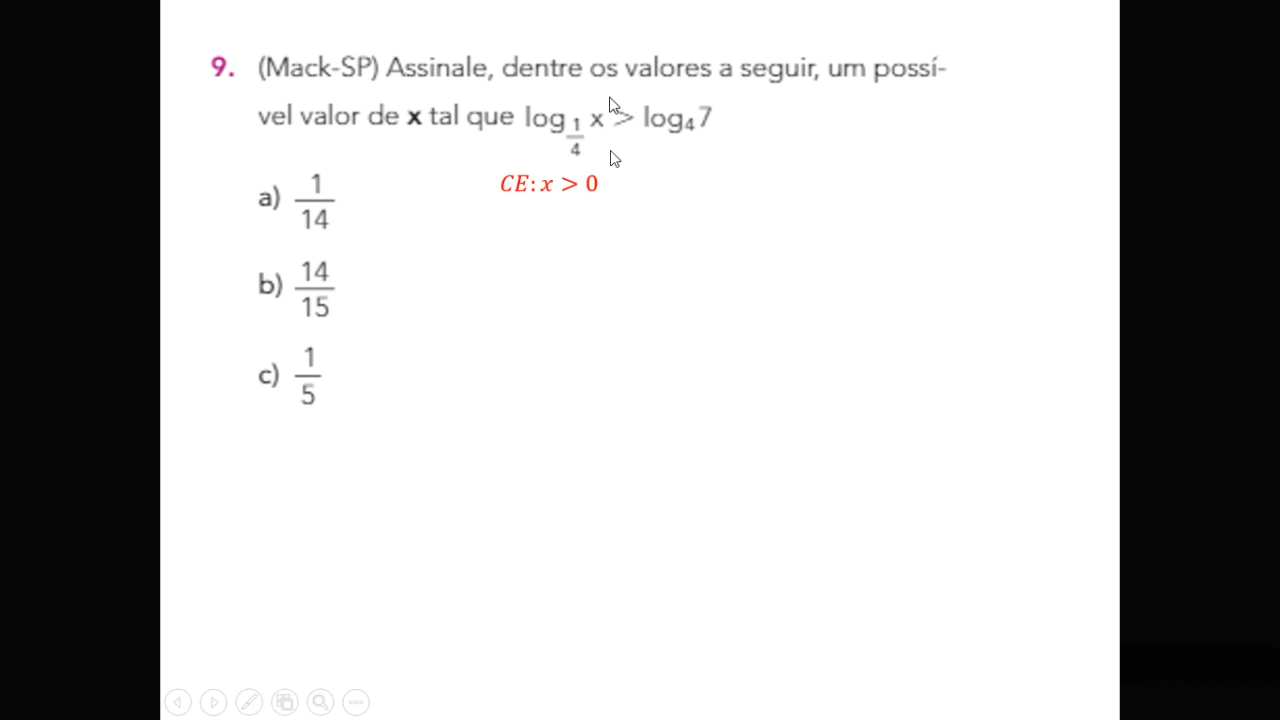 9. (Mack-SP) Assinale, dentre os valores a seguir, um possí-
vel valor de x tal que log 1/4 x > log₄7
CE: x > 0
a) 1/14
b) 14/15
c) 1/5